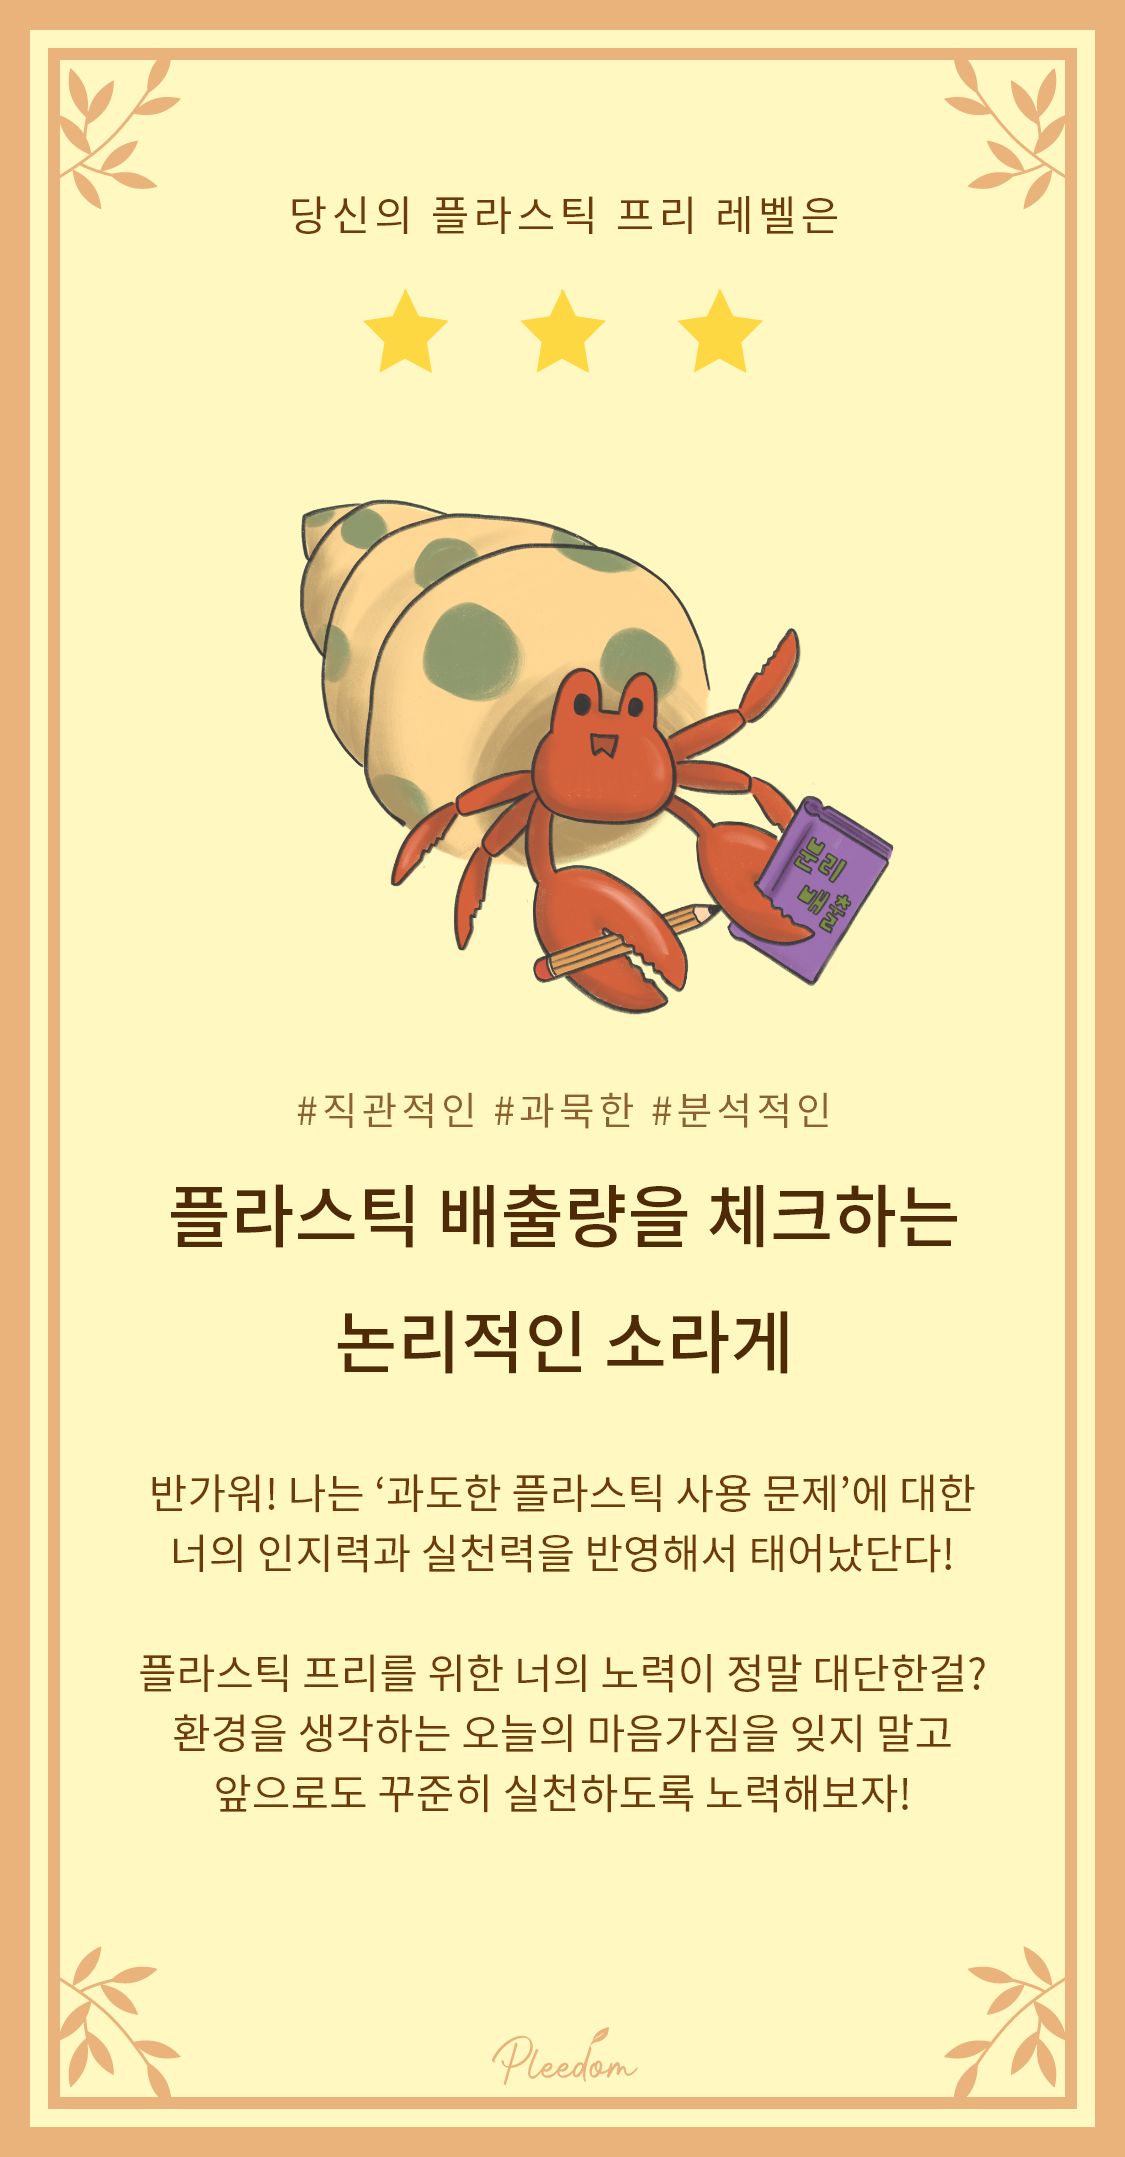 당신의 플라스틱 프리 레벨은
분리
배출
#직관적인 #과묵한 #분석적인
플라스틱 배출량을 체크하는
논리적인 소라게
반가워! 나는 ‘과도한 플라스틱 사용 문제’에 대한
너의 인지력과 실천력을 반영해서 태어났단다!
플라스틱 프리를 위한 너의 노력이 정말 대단한걸?
환경을 생각하는 오늘의 마음가짐을 잊지 말고
앞으로도 꾸준히 실천하도록 노력해보자!
Pleedom